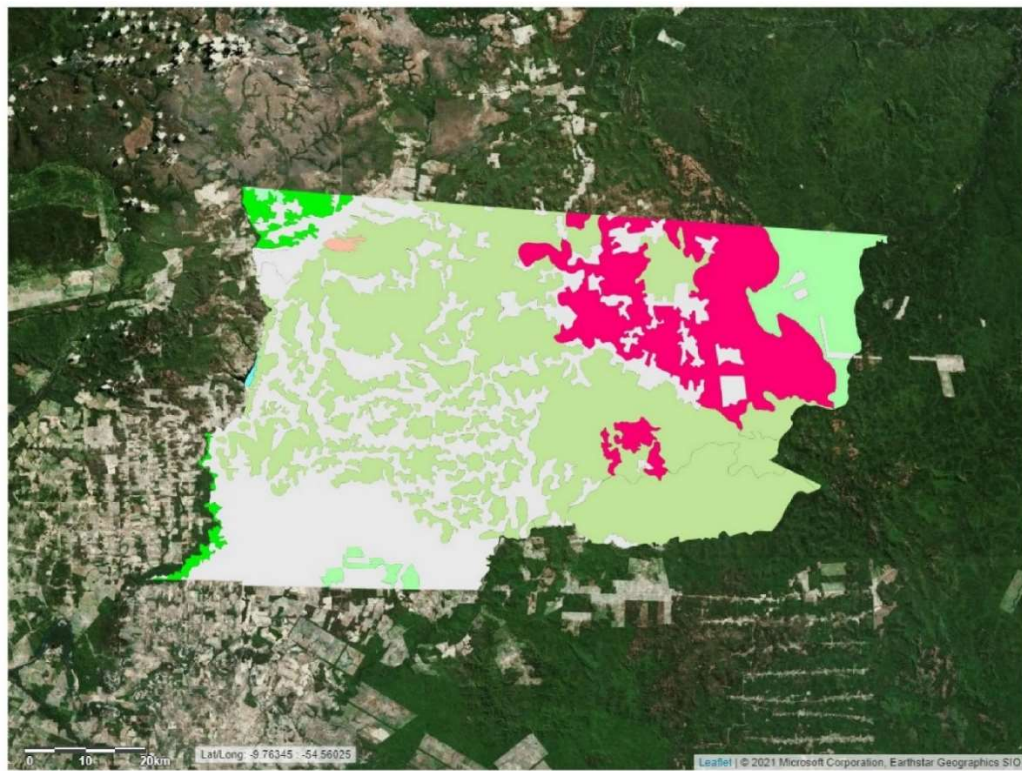 0 10 20km
Lat/Long: -9.76345 : -54.56025
Leaflet | © 2021 Microsoft Corporation, Earthstar Geographics SIO